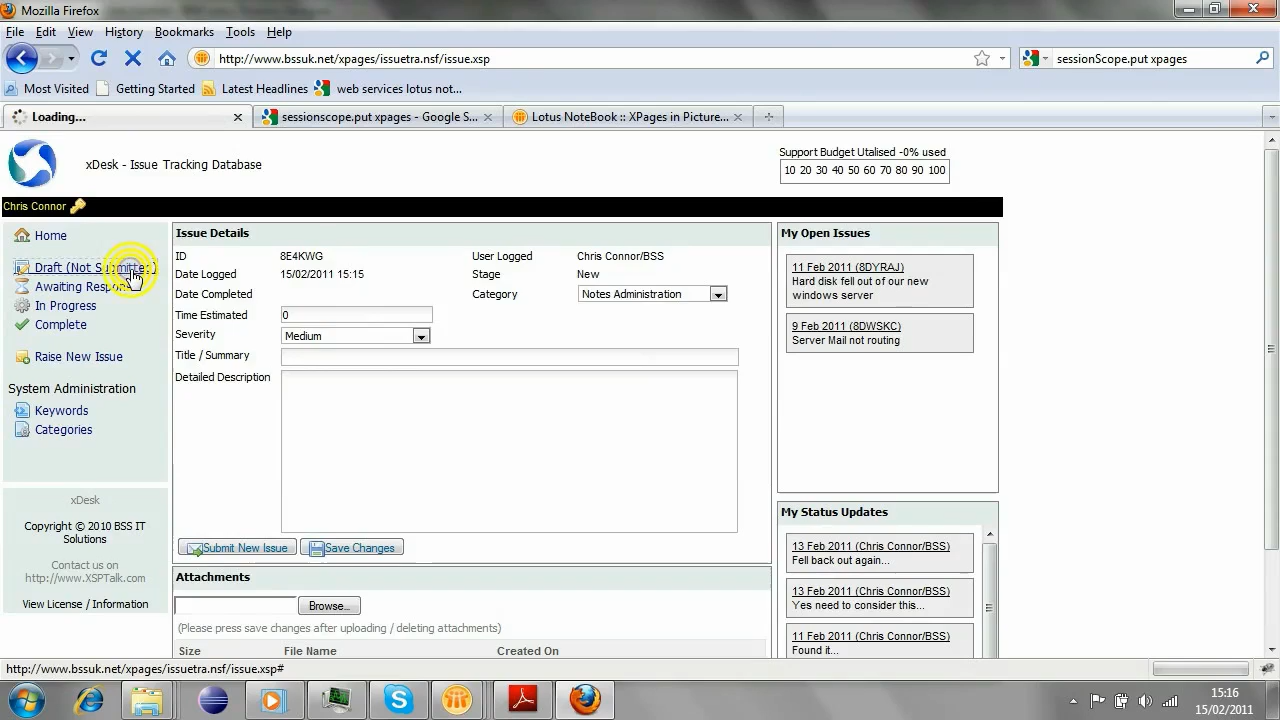 Mozilla Firefox
File Edit View History Bookmarks Tools Help
http://www.bssuk.net/xpages/issuetra.nsf/issue.xsp
sessionScope.put xpages
Most Visited Getting Started Latest Headlines web services lotus not...
Loading...
sessionscope.put xpages - Google S...
Lotus NoteBook :: XPages in Picture...
xDesk - Issue Tracking Database
Support Budget Utalised -0% used
10 20 30 40 50 60 70 80 90 100
Chris Connor
Home
Draft (Not Submitted)
Awaiting
In Progress
Complete
Raise New Issue
System Administration
Keywords
Categories
xDesk
Copyright © 2010 BSS IT
Solutions
Contact us on
http://www.XSPTalk.com
View License / Information
Issue Details
ID 8E4KWG User Logged Chris Connor/BSS
Date Logged 15/02/2011 15:15 Stage New
Date Completed Category Notes Administration
Time Estimated 0
Severity Medium
Title / Summary
Detailed Description
Submit New Issue Save Changes
Attachments
Browse...
(Please press save changes after uploading / deleting attachments)
Size File Name Created On
My Open Issues
11 Feb 2011 (8DYRAJ)
Hard disk fell out of our new
windows server
9 Feb 2011 (8DWSKC)
Server Mail not routing
My Status Updates
13 Feb 2011 (Chris Connor/BSS)
Fell back out again...
13 Feb 2011 (Chris Connor/BSS)
Yes need to consider this...
11 Feb 2011 (Chris Connor/BSS)
Found it...
http://www.bssuk.net/xpages/issuetra.nsf/issue.xsp#
15:16
15/02/2011